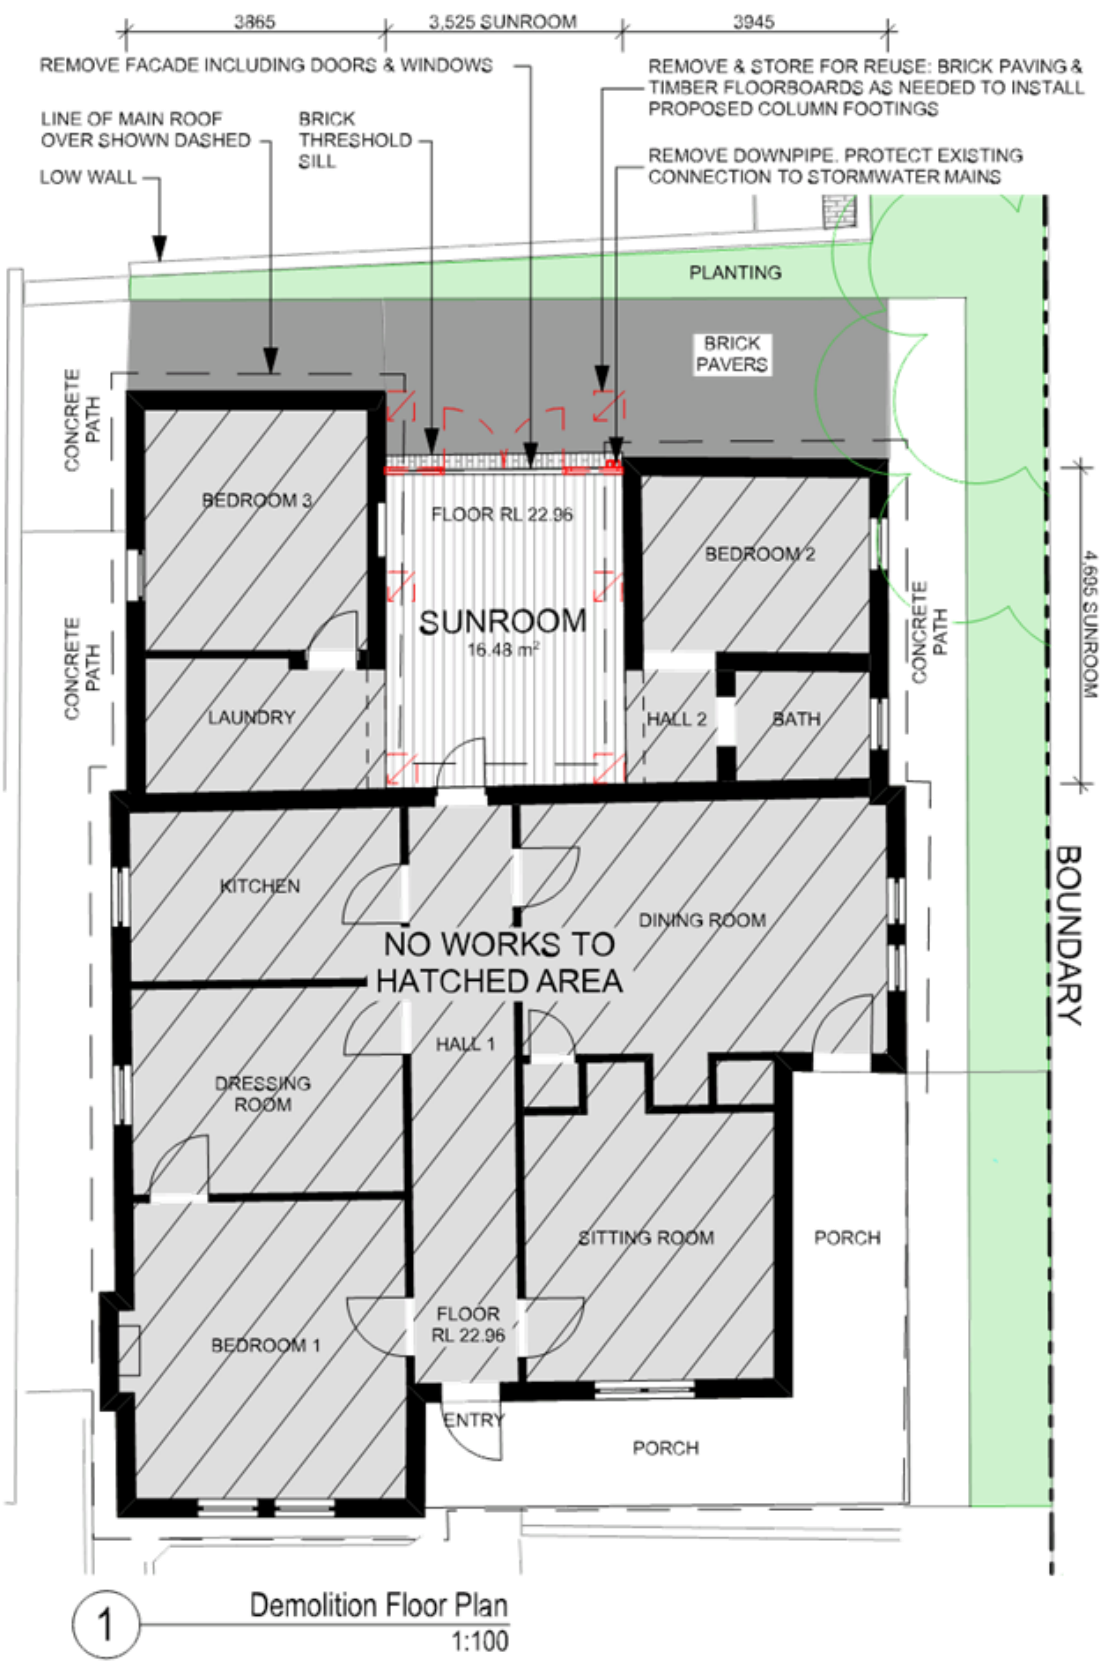 3865
3,525 SUNROOM
3945
REMOVE FACADE INCLUDING DOORS & WINDOWS
REMOVE & STORE FOR REUSE: BRICK PAVING &
TIMBER FLOORBOARDS AS NEEDED TO INSTALL
PROPOSED COLUMN FOOTINGS
LINE OF MAIN ROOF
OVER SHOWN DASHED
BRICK
THRESHOLD
SILL
LOW WALL
REMOVE DOWNPIPE. PROTECT EXISTING
CONNECTION TO STORMWATER MAINS
PLANTING
BRICK
PAVERS
CONCRETE
PATH
BEDROOM 3
FLOOR RL 22.96
BEDROOM 2
4,695 SUNROOM
SUNROOM
16.48 m²
CONCRETE
PATH
CONCRETE
PATH
LAUNDRY
HALL 2
BATH
KITCHEN
DINING ROOM
NO WORKS TO
HATCHED AREA
BOUNDARY
HALL 1
DRESSING
ROOM
SITTING ROOM
PORCH
FLOOR
RL 22.96
BEDROOM 1
ENTRY
PORCH
1
Demolition Floor Plan
1:100